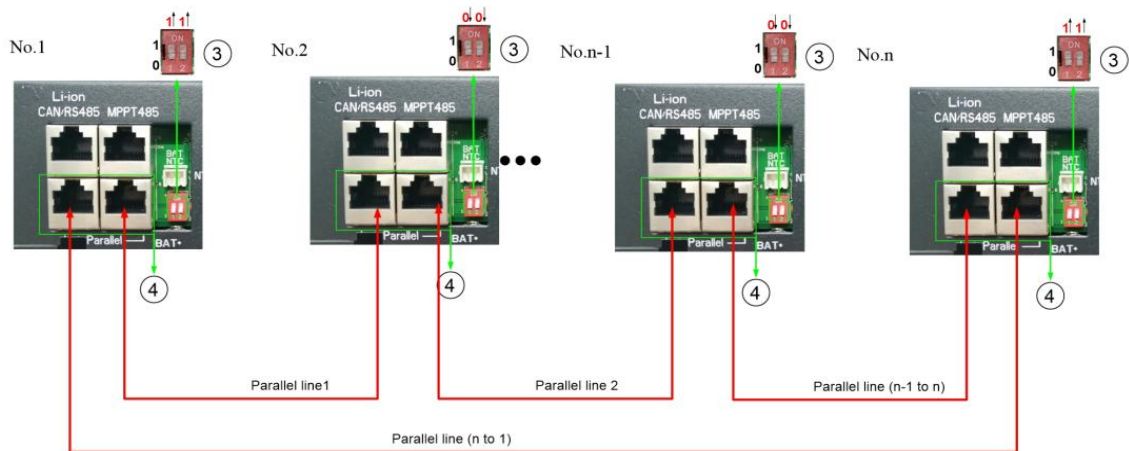 1 1
0 0
0 0
1 1
No.1
No.2
No.n-1
No.n
ON
1
0
1 2
3
ON
1
0
1 2
3
ON
1
0
1 2
3
ON
1
0
1 2
3
Li-ion
CAN/RS485 MPPT485
BAT
NTC
Parallel
BAT+
4
Li-ion
CAN/RS485 MPPT485
BAT
NTC
Parallel
BAT+
4
Li-ion
CAN/RS485 MPPT485
BAT
NTC
Parallel
BAT+
4
Li-ion
CAN/RS485 MPPT485
BAT
NTC
Parallel
BAT+
4
Parallel line1
Parallel line 2
Parallel line (n-1 to n)
Parallel line (n to 1)